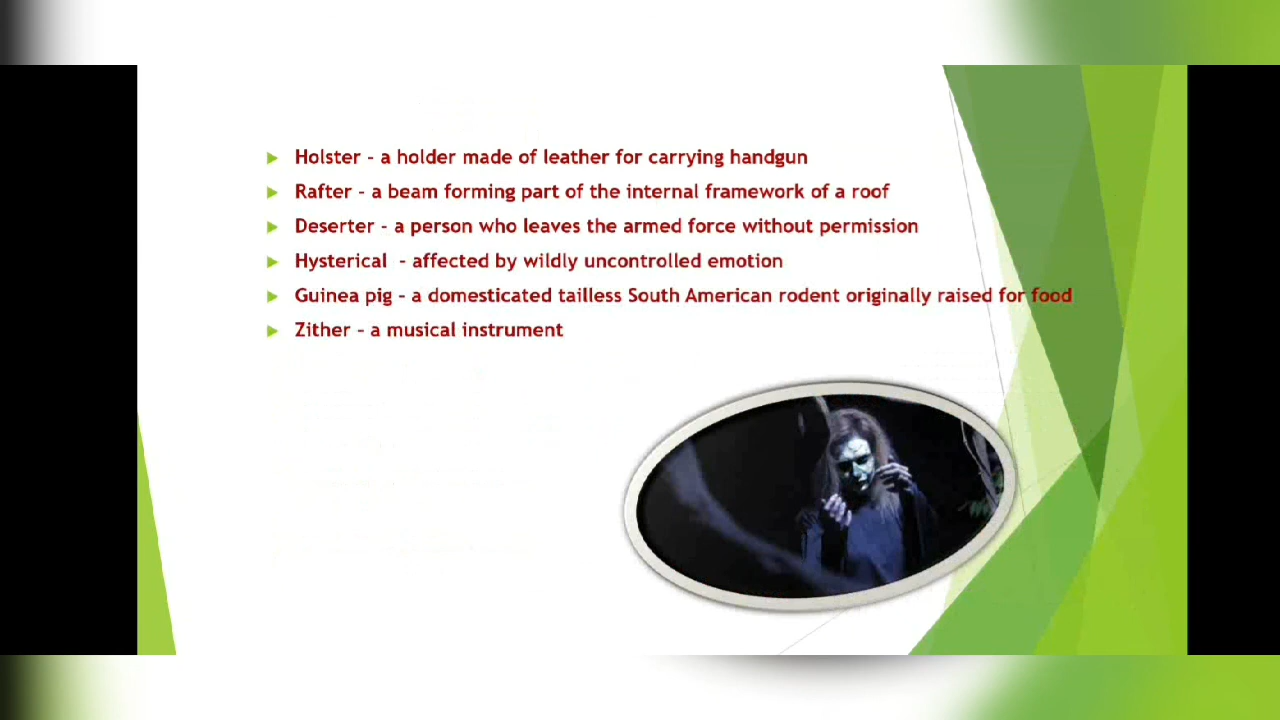 Holster - a holder made of leather for carrying handgun
Rafter - a beam forming part of the internal framework of a roof
Deserter - a person who leaves the armed force without permission
Hysterical - affected by wildly uncontrolled emotion
Guinea pig - a domesticated tailless South American rodent originally raised for food
Zither - a musical instrument